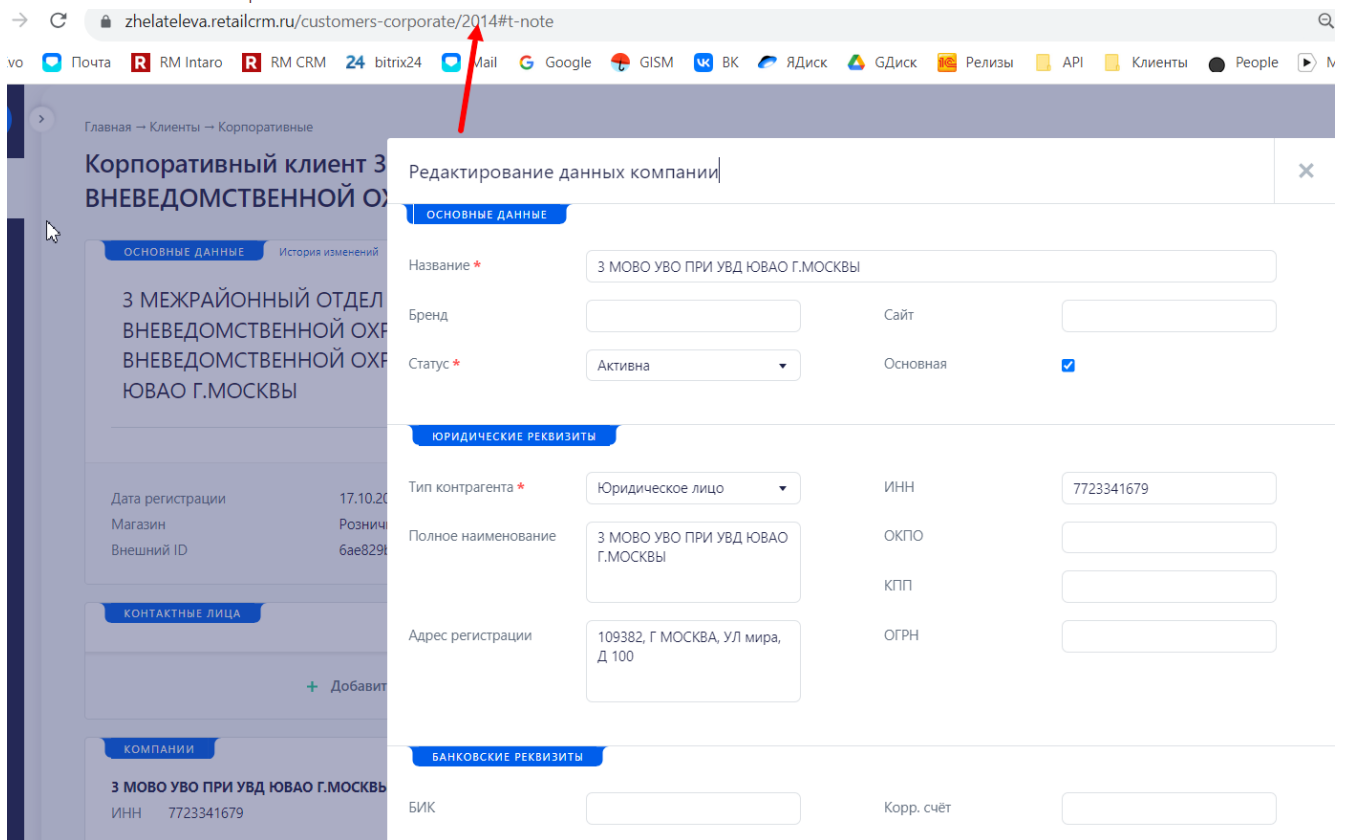 zhelateleva.retailcrm.ru/customers-corporate/2014#t-note
vo Почта RM Intaro RM CRM 24 bitrix24 Mail Google GISM ВК ЯДиск GДиск Релизы API Клиенты People
Главная → Клиенты → Корпоративные
Корпоративный клиент 3
ВНЕВЕДОМСТВЕННОЙ ОХ
ОСНОВНЫЕ ДАННЫЕ История изменений
3 МЕЖРАЙОННЫЙ ОТДЕЛ
ВНЕВЕДОМСТВЕННОЙ ОХР
ВНЕВЕДОМСТВЕННОЙ ОХР
ЮВАО Г.МОСКВЫ
Дата регистрации 17.10.20
Магазин Рознич
Внешний ID 6ae829b
КОНТАКТНЫЕ ЛИЦА
+ Добавит
КОМПАНИИ
3 МОВО УВО ПРИ УВД ЮВАО Г.МОСКВЫ
ИНН 7723341679
Редактирование данных компании
ОСНОВНЫЕ ДАННЫЕ
Название * 3 МОВО УВО ПРИ УВД ЮВАО Г.МОСКВЫ
Бренд Сайт
Статус * Активна Основная
ЮРИДИЧЕСКИЕ РЕКВИЗИТЫ
Тип контрагента * Юридическое лицо ИНН 7723341679
Полное наименование 3 МОВО УВО ПРИ УВД ЮВАО
Г.МОСКВЫ
ОКПО
КПП
Адрес регистрации 109382, Г МОСКВА, УЛ мира,
Д 100
ОГРН
БАНКОВСКИЕ РЕКВИЗИТЫ
БИК Корр. счёт